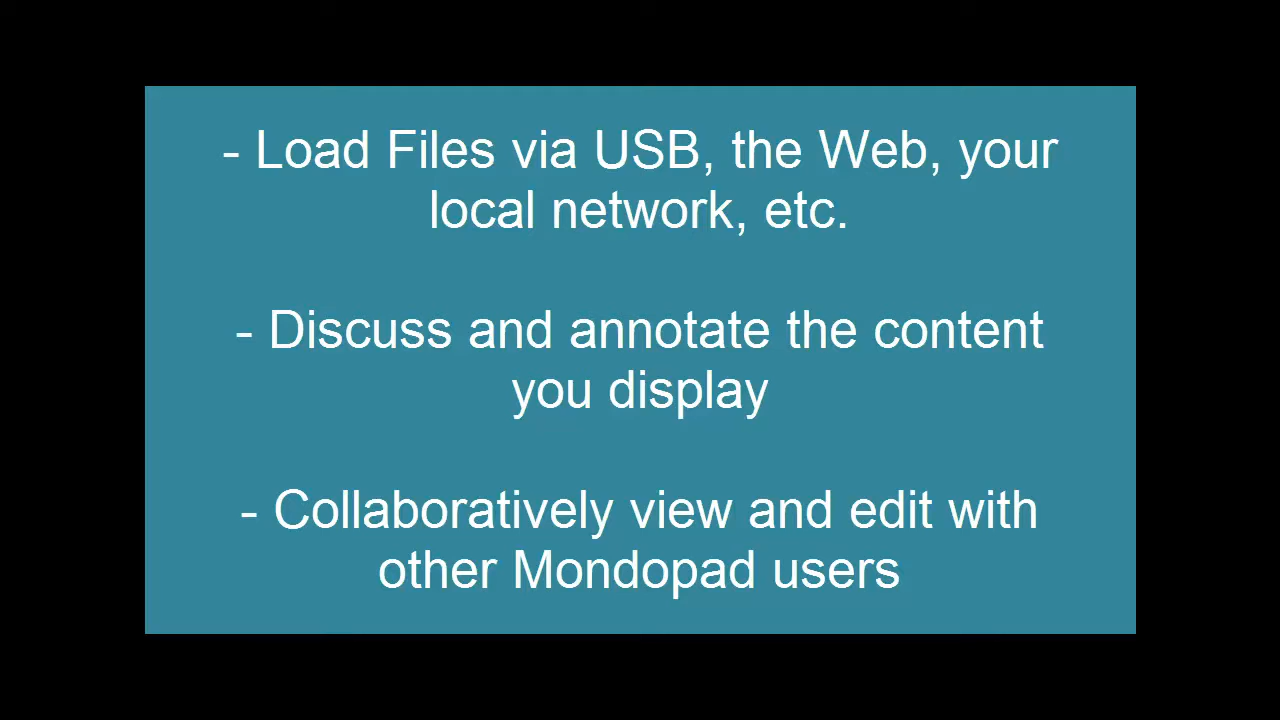 - Load Files via USB, the Web, your
local network, etc.
- Discuss and annotate the content
you display
- Collaboratively view and edit with
other Mondopad users